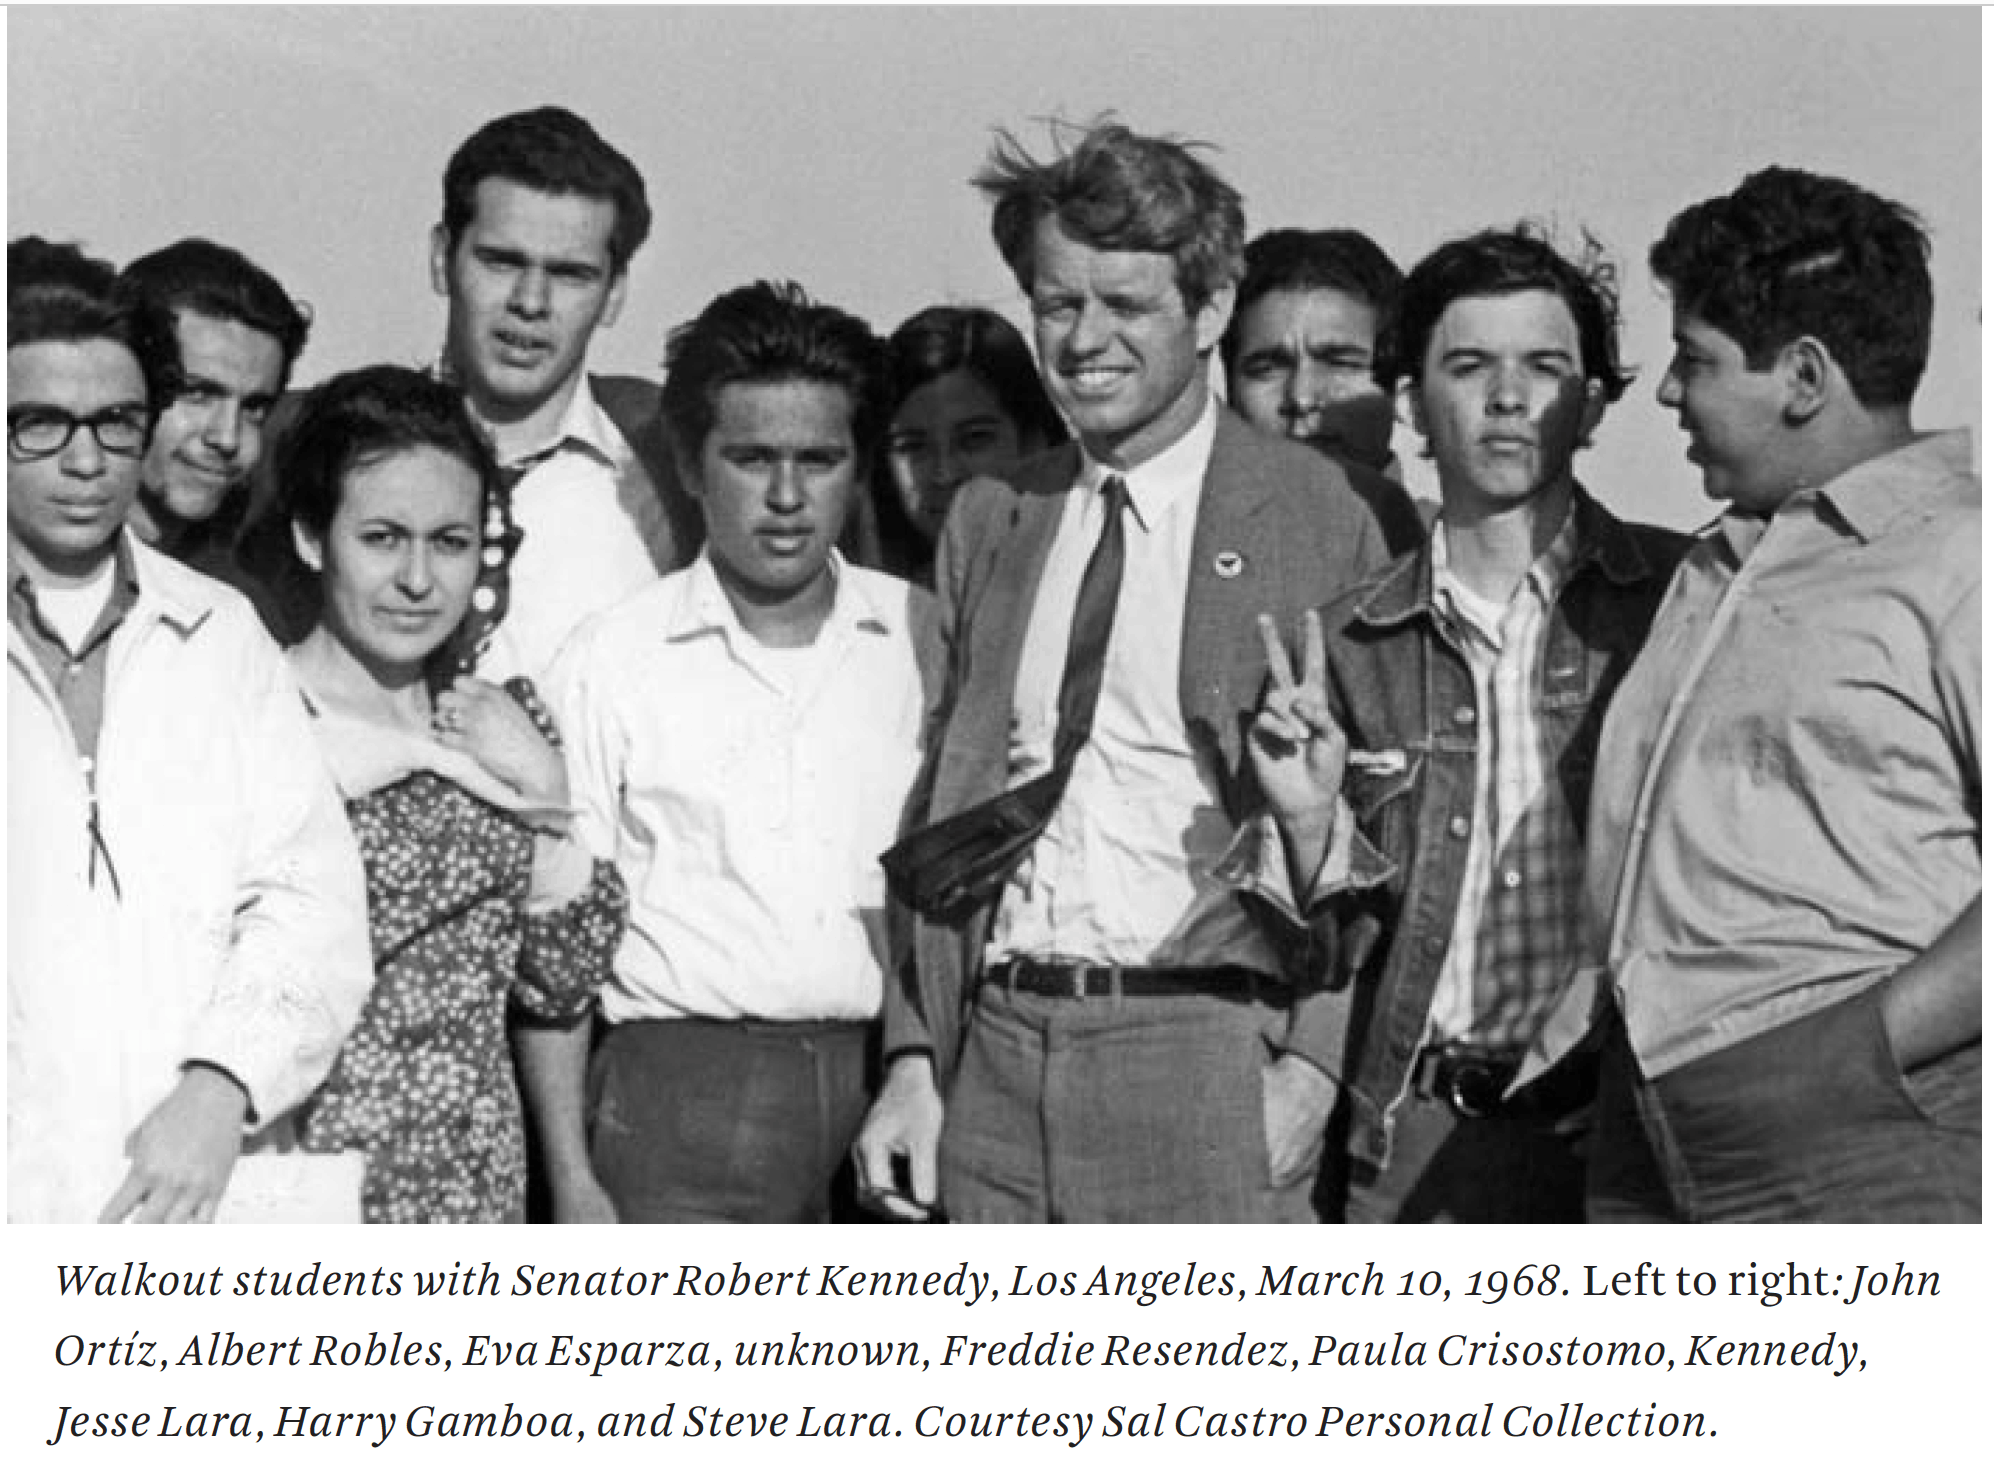 Walkout students with Senator Robert Kennedy, Los Angeles, March 10, 1968. Left to right: John
Ortíz, Albert Robles, Eva Esparza, unknown, Freddie Resendez, Paula Crisostomo, Kennedy,
Jesse Lara, Harry Gamboa, and Steve Lara. Courtesy Sal Castro Personal Collection.